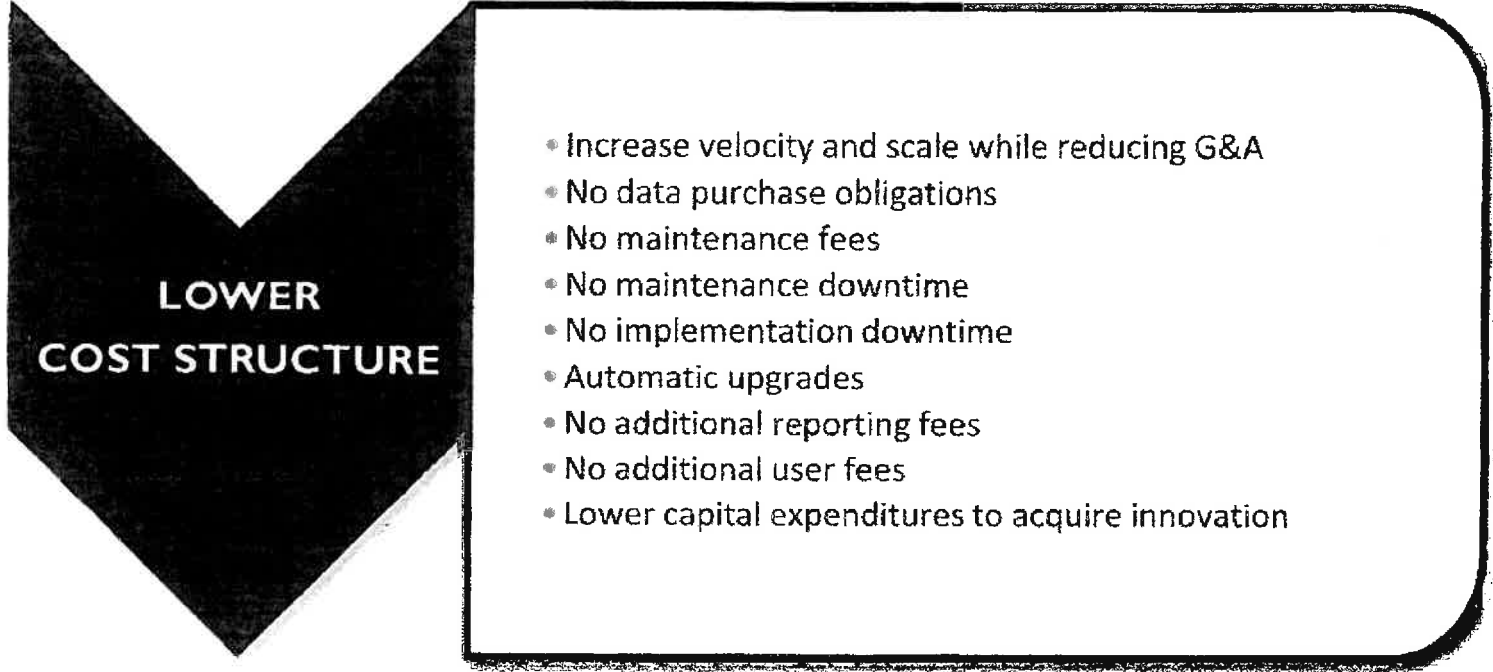 LOWER
COST STRUCTURE
• Increase velocity and scale while reducing G&A
• No data purchase obligations
• No maintenance fees
• No maintenance downtime
• No implementation downtime
• Automatic upgrades
• No additional reporting fees
• No additional user fees
• Lower capital expenditures to acquire innovation